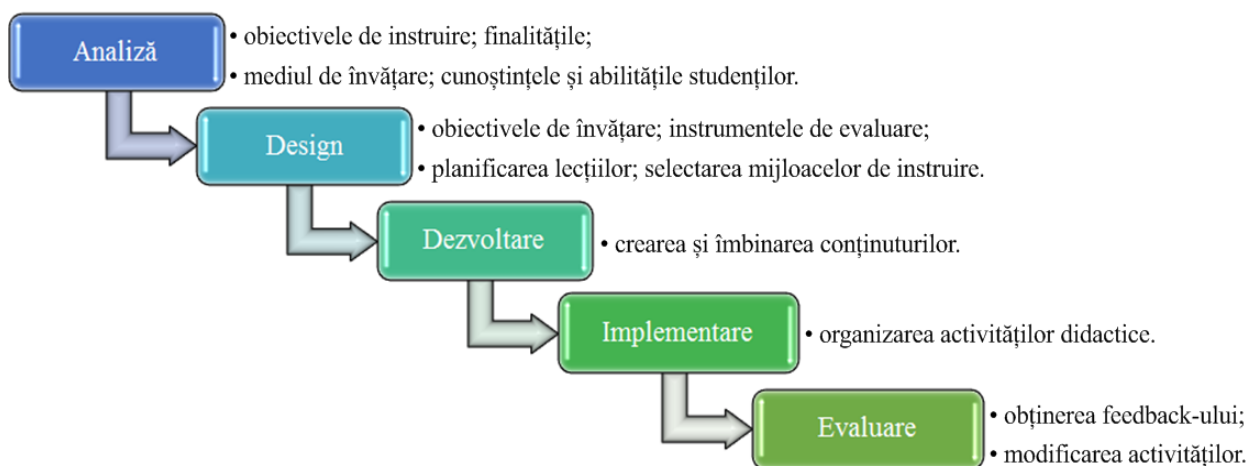 Analiză
• obiectivele de instruire; finalitățile;
• mediul de învățare; cunoștințele și abilitățile studenților.
Design
• obiectivele de învățare; instrumentele de evaluare;
• planificarea lecțiilor; selectarea mijloacelor de instruire.
Dezvoltare
• crearea și îmbinarea conținuturilor.
Implementare
• organizarea activităților didactice.
Evaluare
• obținerea feedback-ului;
• modificarea activităților.